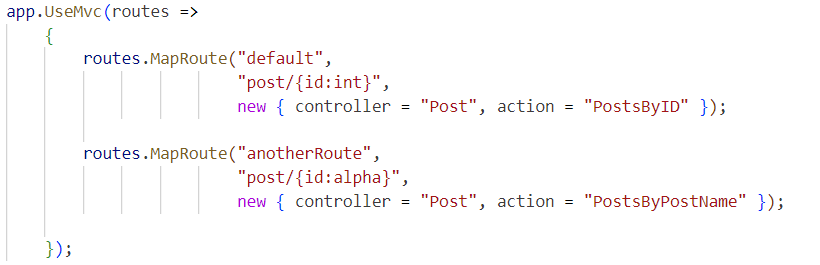 app.UseMvc(routes =>
{
routes.MapRoute("default",
"post/{id:int}",
new { controller = "Post", action = "PostsByID" });
routes.MapRoute("anotherRoute",
"post/{id:alpha}",
new { controller = "Post", action = "PostsByPostName" });
});